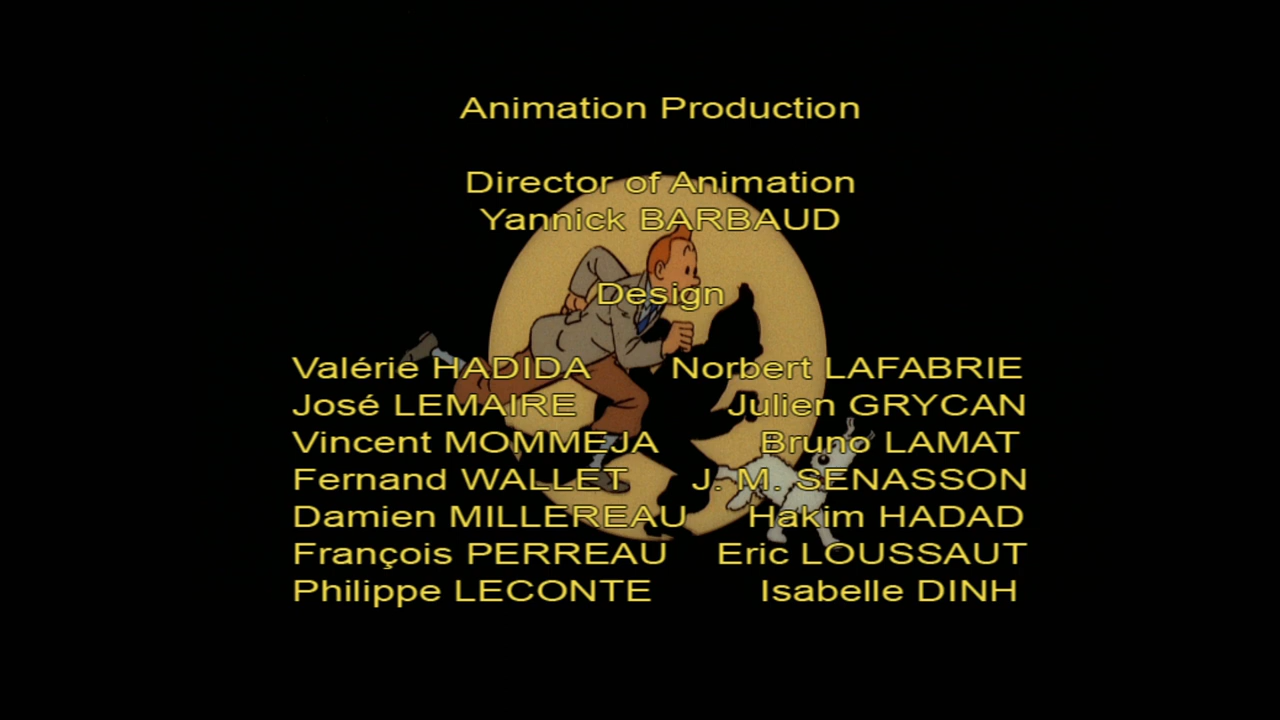 Animation Production
Director of Animation
Yannick BARBAUD
Design
Valérie HADIDA Norbert LAFABRIE
José LEMAIRE Julien GRYCAN
Vincent MOMMEJA Bruno LAMAT
Fernand WALLET J. M. SENASSON
Damien MILLEREAU Hakim HADAD
François PERREAU Eric LOUSSAUT
Philippe LECONTE Isabelle DINH